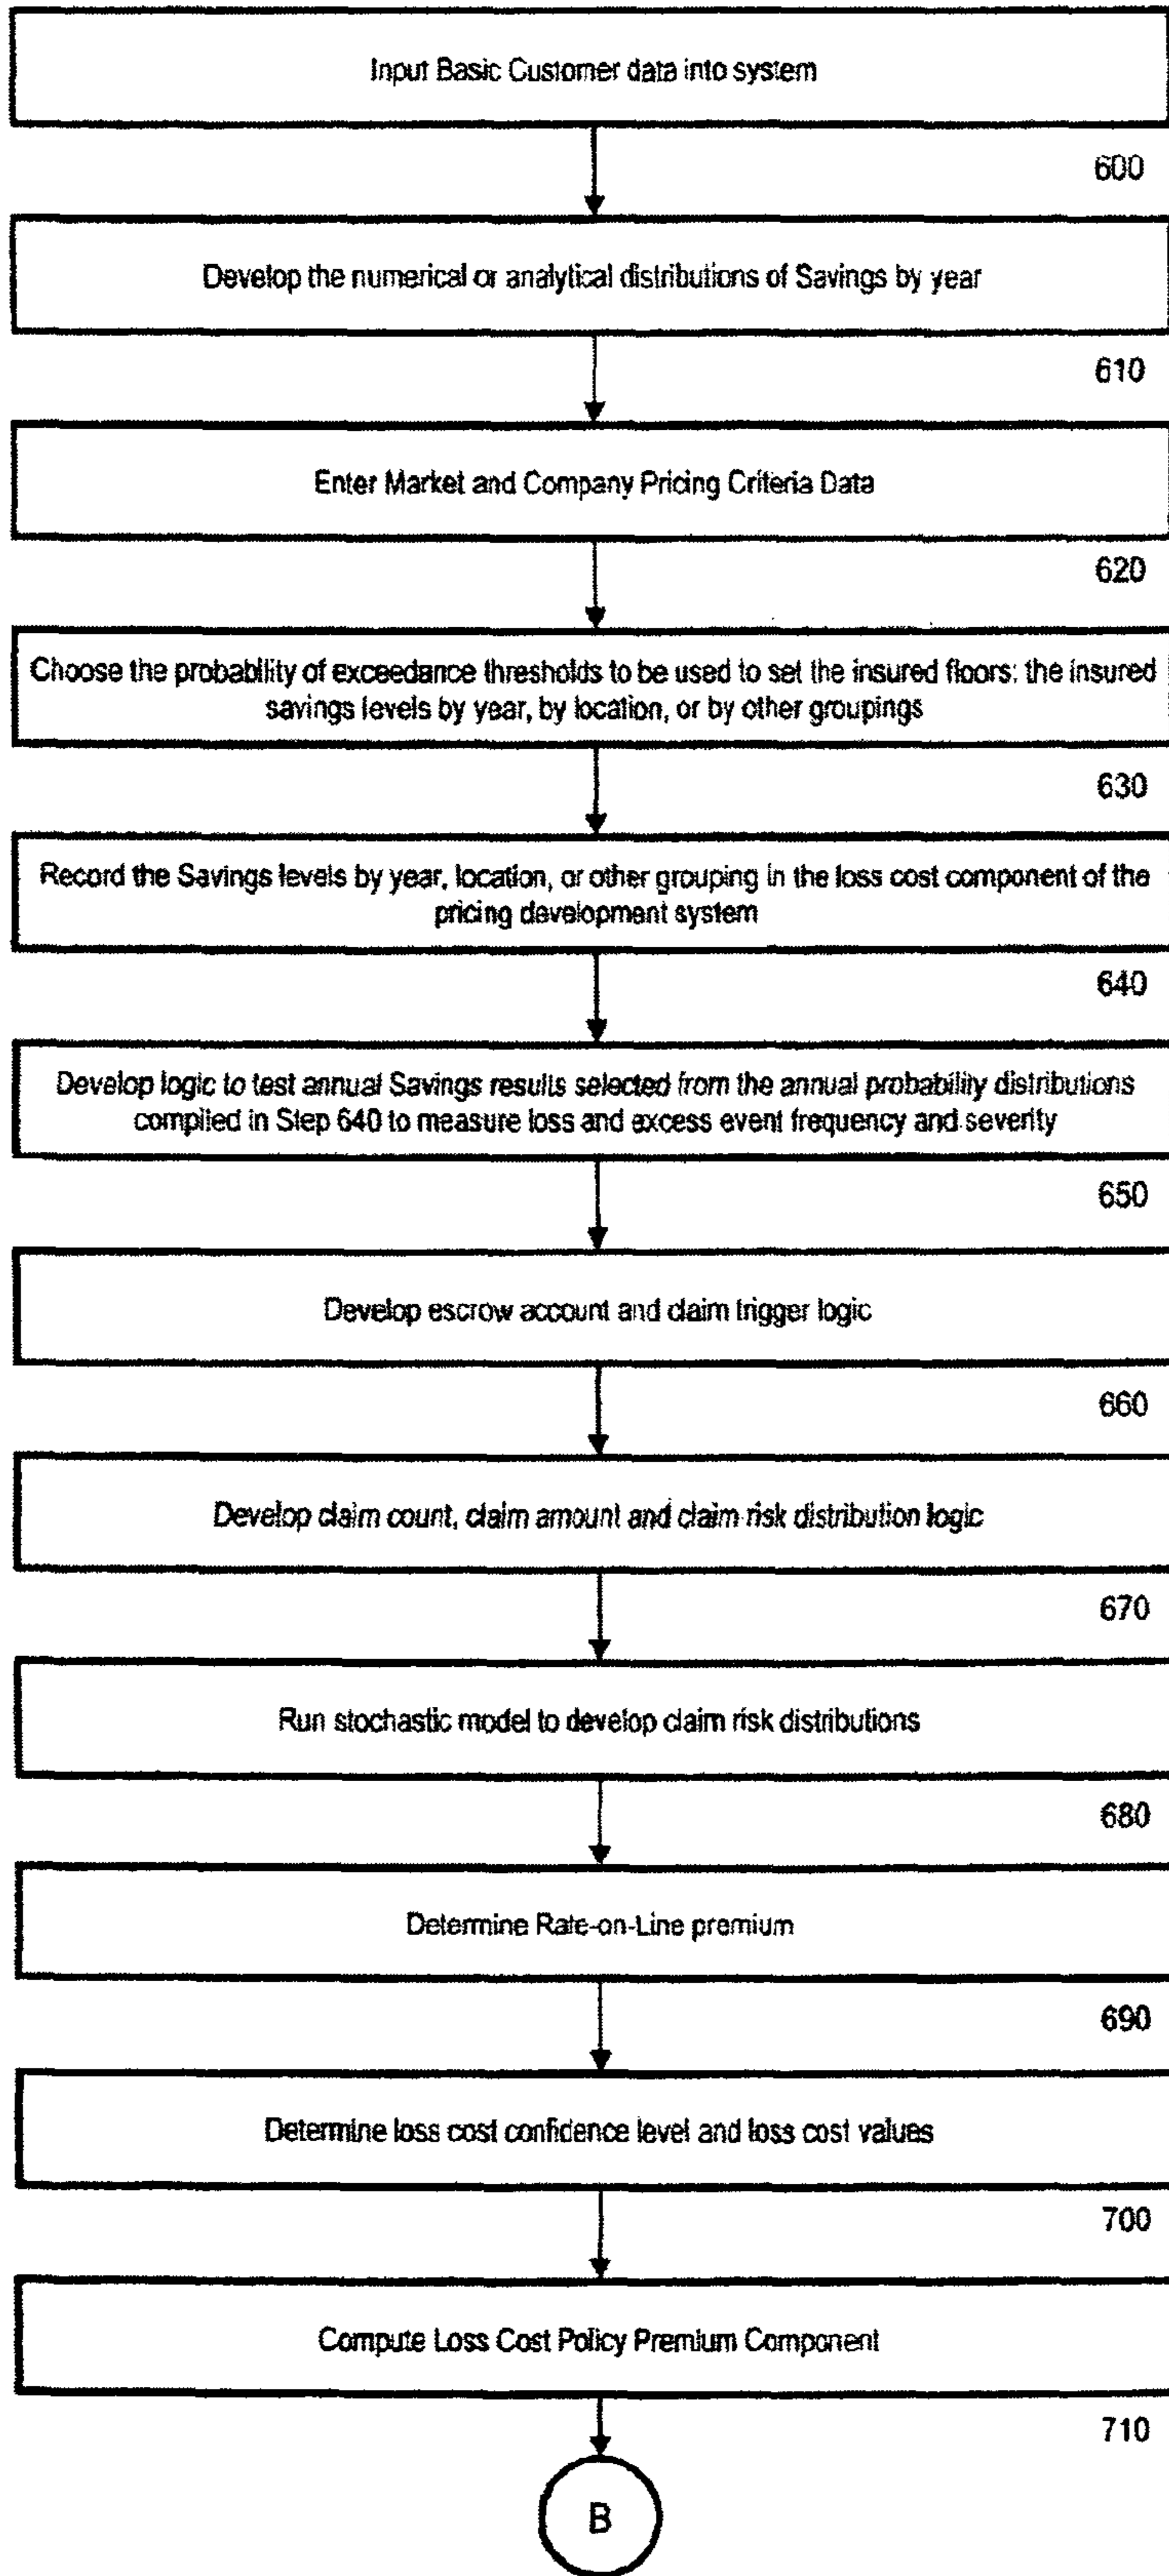 Input Basic Customer data into system
600
Develop the numerical or analytical distributions of Savings by year
610
Enter Market and Company Pricing Criteria Data
620
Choose the probability of exceedance thresholds to be used to set the insured floors: the insured
savings levels by year, by location, or by other groupings
630
Record the Savings levels by year, location, or other grouping in the loss cost component of the
pricing development system
640
Develop logic to test annual Savings results selected from the annual probability distributions
compiled in Step 640 to measure loss and excess event frequency and severity
650
Develop escrow account and claim trigger logic
660
Develop claim count, claim amount and claim risk distribution logic
670
Run stochastic model to develop claim risk distributions
680
Determine Rate-on-Line premium
690
Determine loss cost confidence level and loss cost values
700
Compute Loss Cost Policy Premium Component
710
B